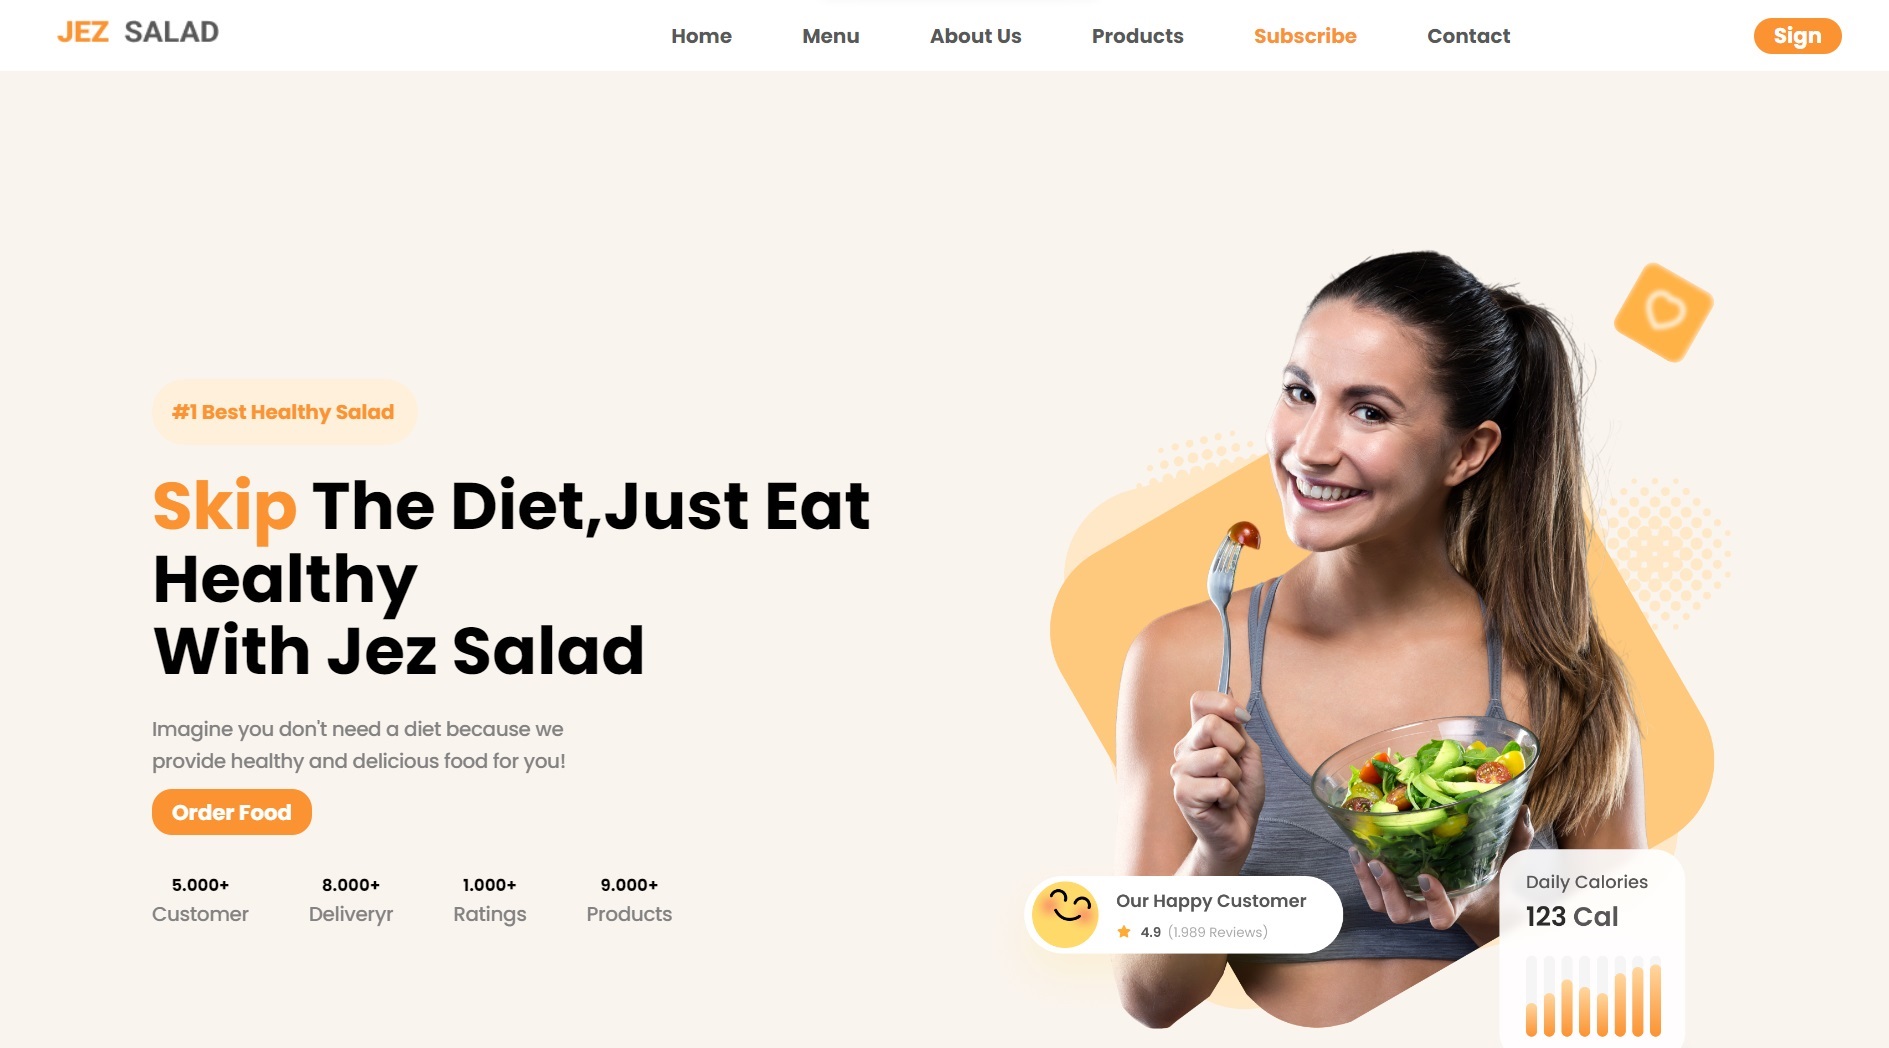 JEZ SALAD
Home Menu About Us Products Subscribe Contact
Sign
#1 Best Healthy Salad
Skip The Diet,Just Eat
Healthy
With Jez Salad
Imagine you don't need a diet because we
provide healthy and delicious food for you!
Order Food
5.000+ 8.000+ 1.000+ 9.000+
Customer Deliveryr Ratings Products
Our Happy Customer
4.9 (1.989 Reviews)
Daily Calories
123 Cal